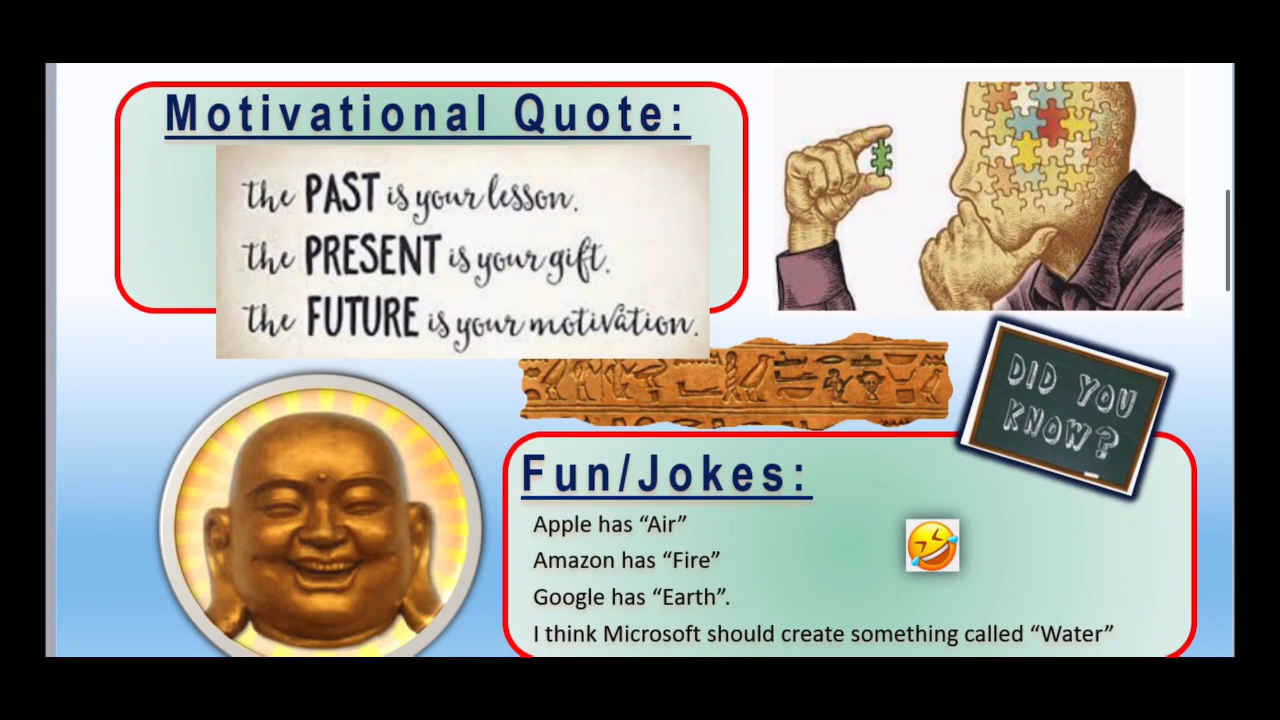 Motivational Quote:
the PAST is your lesson.
the PRESENT is your gift.
the FUTURE is your motivation.
DID YOU
KNOW?
Fun/Jokes:
Apple has “Air”
Amazon has “Fire”
Google has “Earth”.
I think Microsoft should create something called “Water”